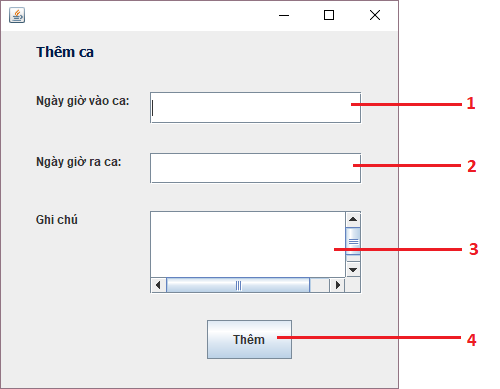 Thêm ca
Ngày giờ vào ca: 1
Ngày giờ ra ca: 2
Ghi chú
3
Thêm 4